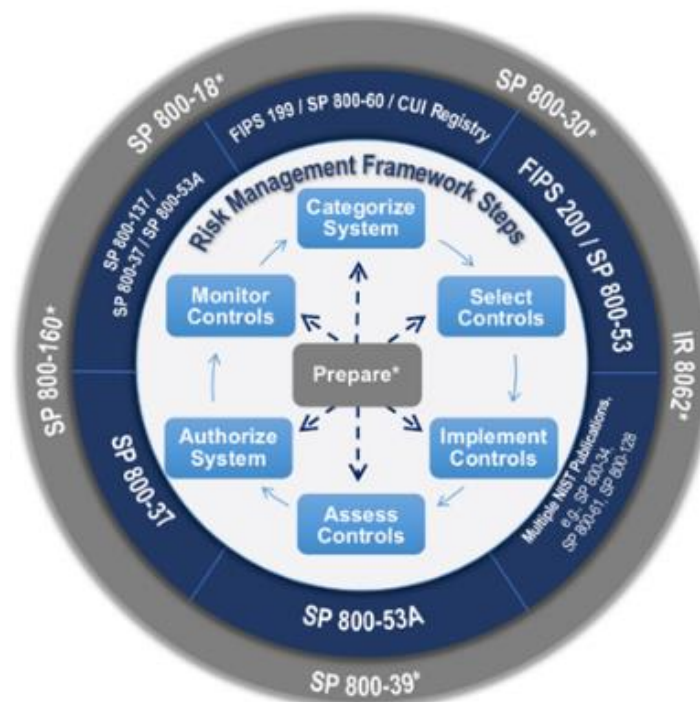 SP 800-18*
SP 800-30*
IR 8062*
SP 800-39*
SP 800-160*
FIPS 199 / SP 800-60 / CUI Registry
FIPS 200 / SP 800-53
Multiple NIST Publications.
e.g., SP 800-34,
SP 800-61, SP 800-128
SP 800-53A
SP 800-37
SP 800-137 /
SP 800-37 / SP 800-53A
Risk Management Framework Steps
Categorize
System
Select
Controls
Implement
Controls
Assess
Controls
Authorize
System
Monitor
Controls
Prepare*